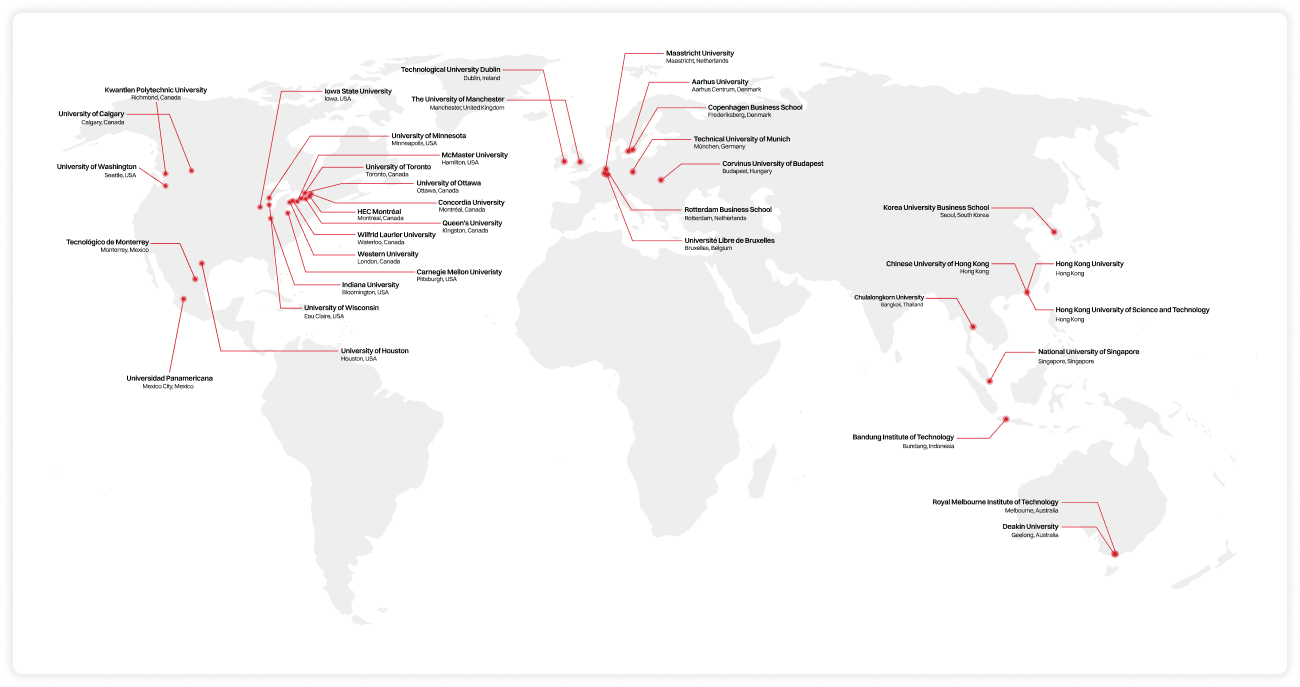 Kwantlen Polytechnic University
Richmond, Canada
University of Calgary
Calgary, Canada
University of Washington
Seattle, USA
Tecnológico de Monterrey
Monterrey, Mexico
Universidad Panamericana
Mexico City, Mexico
Iowa State University
Iowa, USA
University of Minnesota
Minneapolis, USA
McMaster University
Hamilton, USA
University of Toronto
Toronto, Canada
University of Ottawa
Ottawa, Canada
Concordia University
Montréal, Canada
HEC Montréal
Montréal, Canada
Queen's University
Kingston, Canada
Wilfrid Laurier University
Waterloo, Canada
Western University
London, Canada
Carnegie Mellon Univeristy
Pittsburgh, USA
Indiana University
Bloomington, USA
University of Wisconsin
Eau Claire, USA
University of Houston
Houston, USA
Technological University Dublin
Dublin, Ireland
The University of Manchester
Manchester, United Kingdom
Maastricht University
Maastricht, Netherlands
Aarhus University
Aarhus Centrum, Denmark
Copenhagen Business School
Frederiksberg, Denmark
Technical University of Munich
München, Germany
Corvinus University of Budapest
Budapest, Hungary
Rotterdam Business School
Rotterdam, Netherlands
Université Libre de Bruxelles
Bruxelles, Belgium
Korea University Business School
Seoul, South Korea
Chinese University of Hong Kong
Hong Kong
Hong Kong University
Hong Kong
Chulalongkorn University
Bangkok, Thailand
Hong Kong University of Science and Technology
Hong Kong
National University of Singapore
Singapore, Singapore
Bandung Institute of Technology
Bundang, Indonesia
Royal Melbourne Institute of Technology
Melbourne, Australia
Deakin University
Geelong, Australia